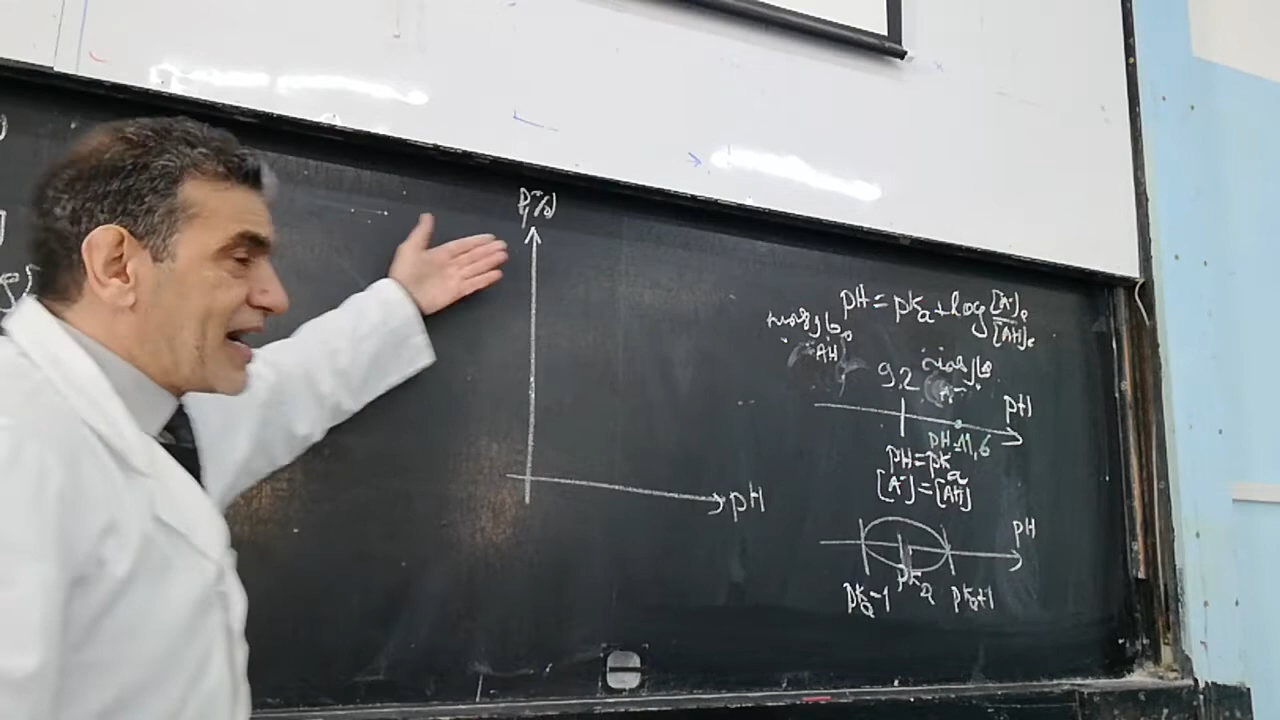 pH
pH = pKa + log [A⁻]e / [AH]e
AH
9,2
A⁻
pH
pH=11,6
pH = pKa
[A⁻] = [AH]
pH
pKa-1 pKa pKa+1